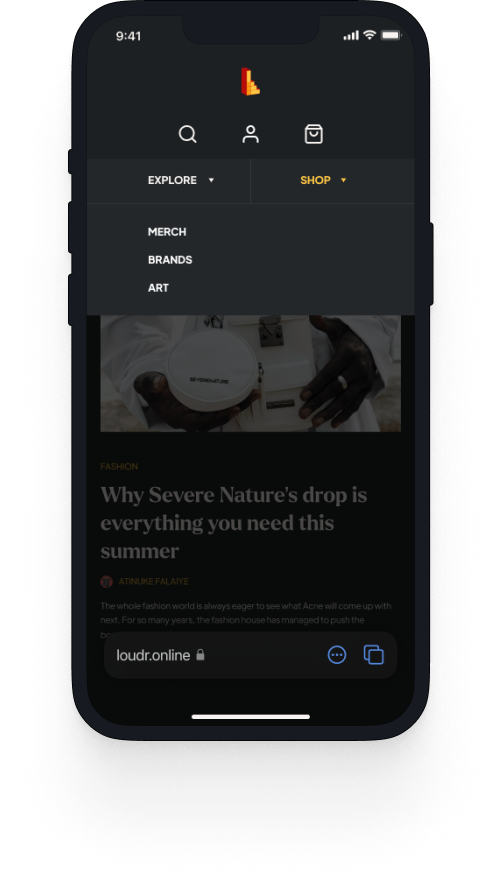 9:41
EXPLORE
SHOP
MERCH
BRANDS
ART
SEVERENATURE
FASHION
Why Severe Nature's drop is
everything you need this
summer
ATINUKE FALAIYE
The whole fashion world is always eager to see what Acne will come up with
next. For so many years, the fashion house has managed to push the
loudr.online